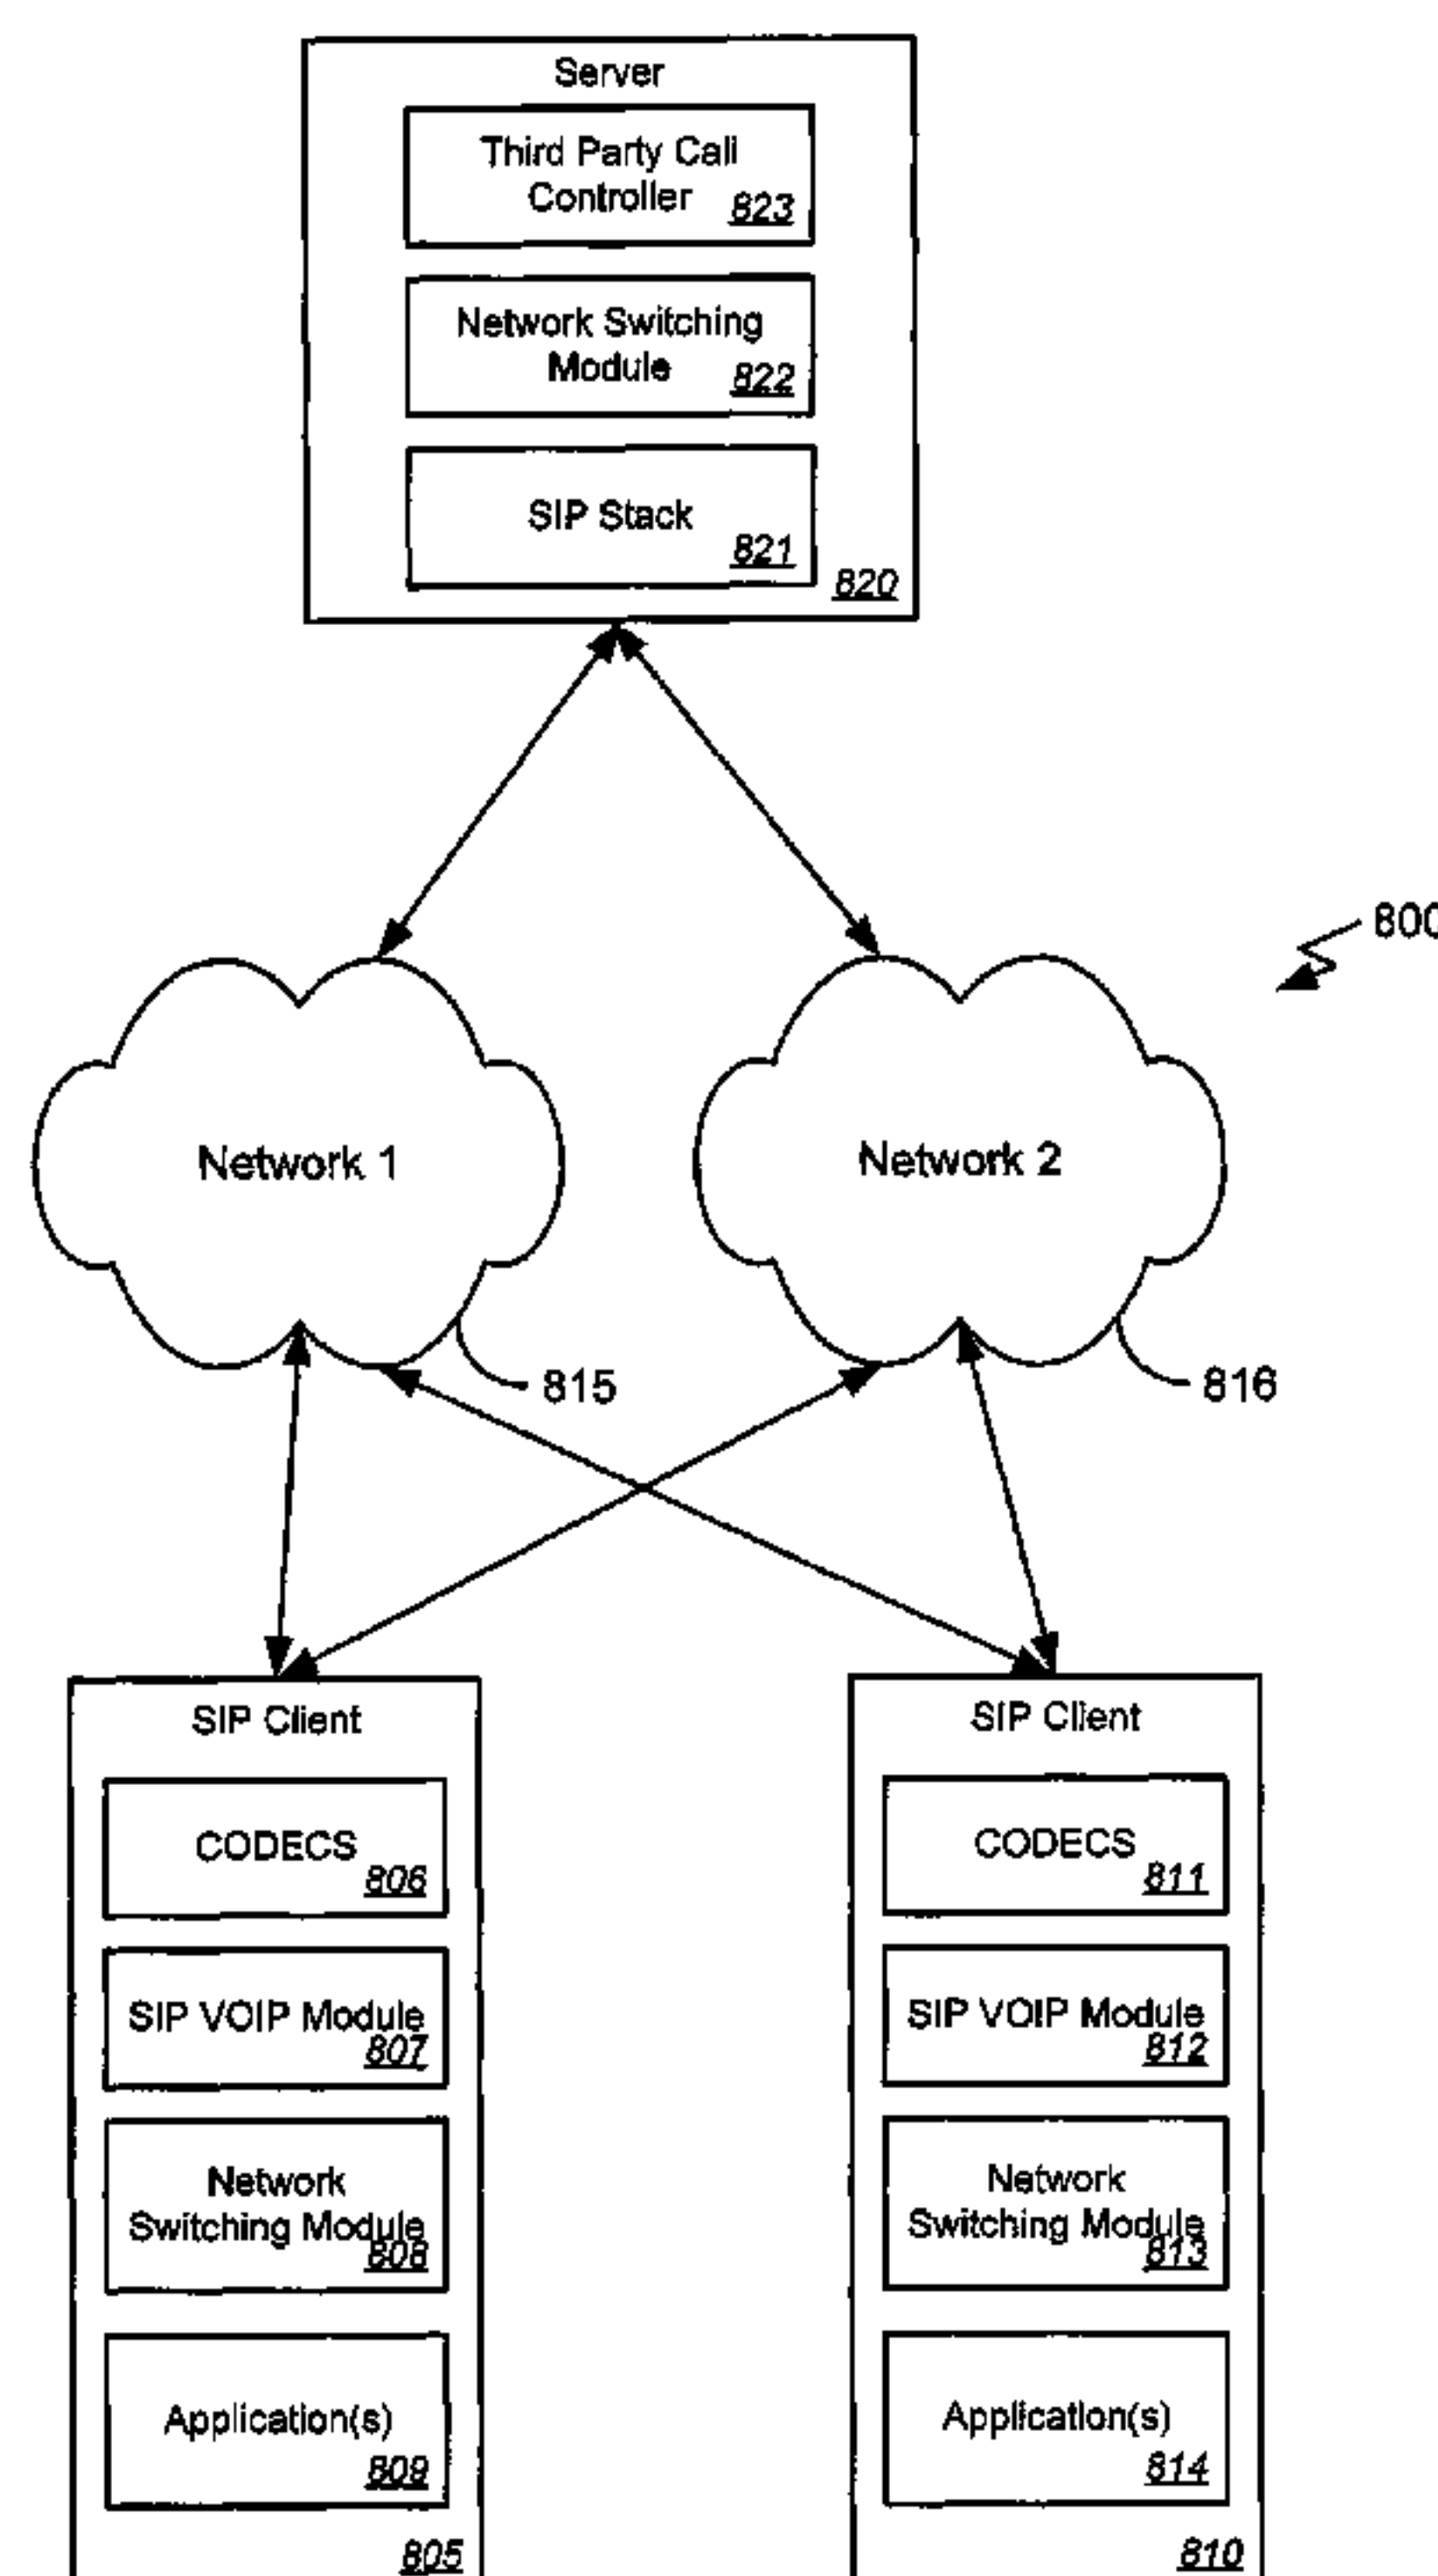 Server
Third Party Call
Controller
823
Network Switching
Module
822
SIP Stack
821
820
800
Network 1
Network 2
815
816
SIP Client
CODECS
806
SIP VOIP Module
807
Network
Switching Module
808
Application(s)
809
805
SIP Client
CODECS
811
SIP VOIP Module
812
Network
Switching Module
813
Application(s)
814
810